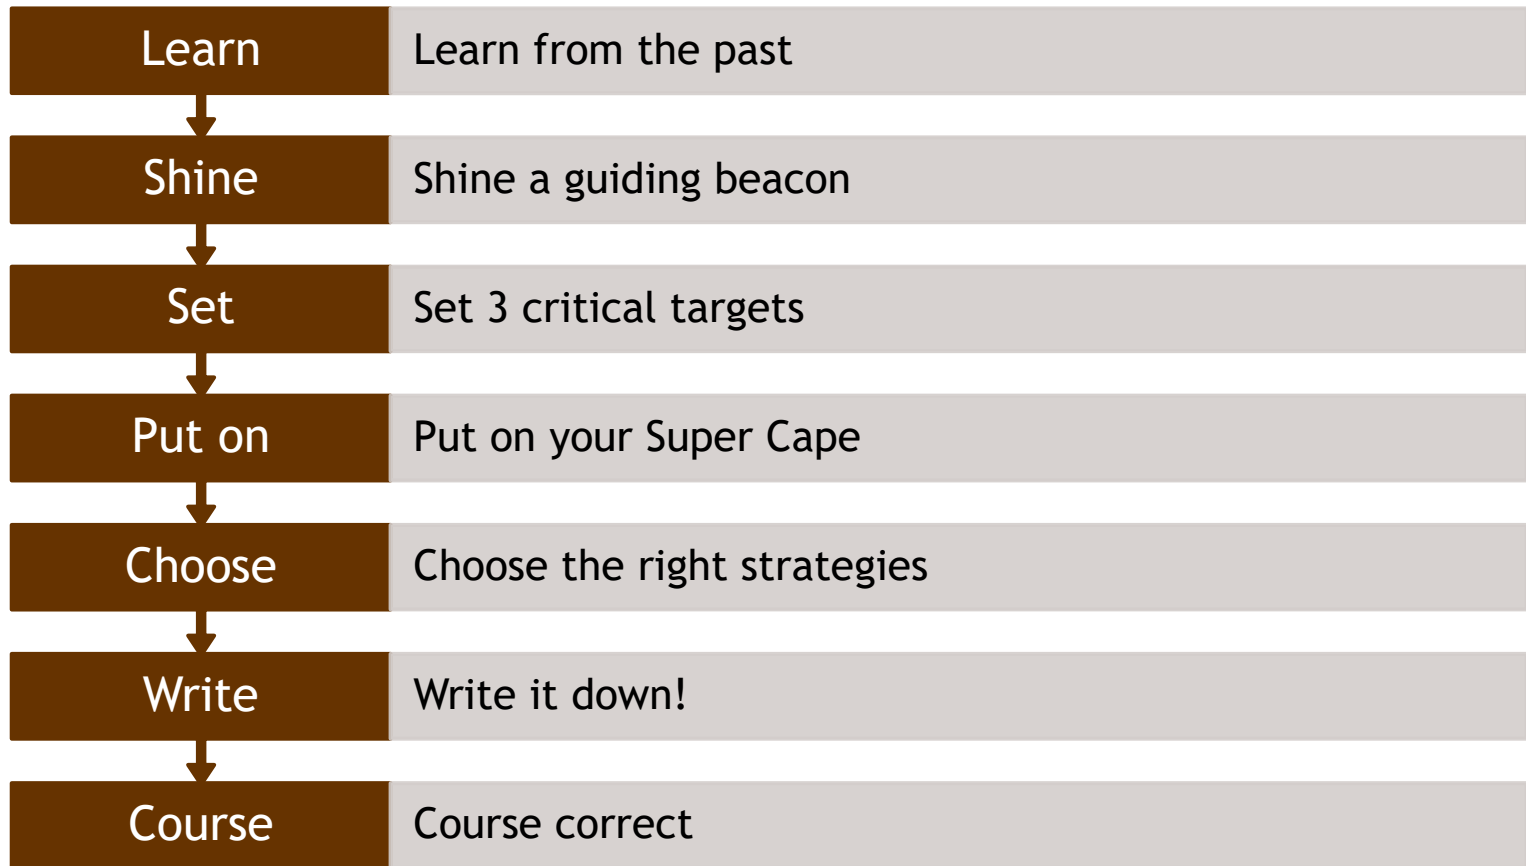 Learn
Learn from the past
Shine
Shine a guiding beacon
Set
Set 3 critical targets
Put on
Put on your Super Cape
Choose
Choose the right strategies
Write
Write it down!
Course
Course correct